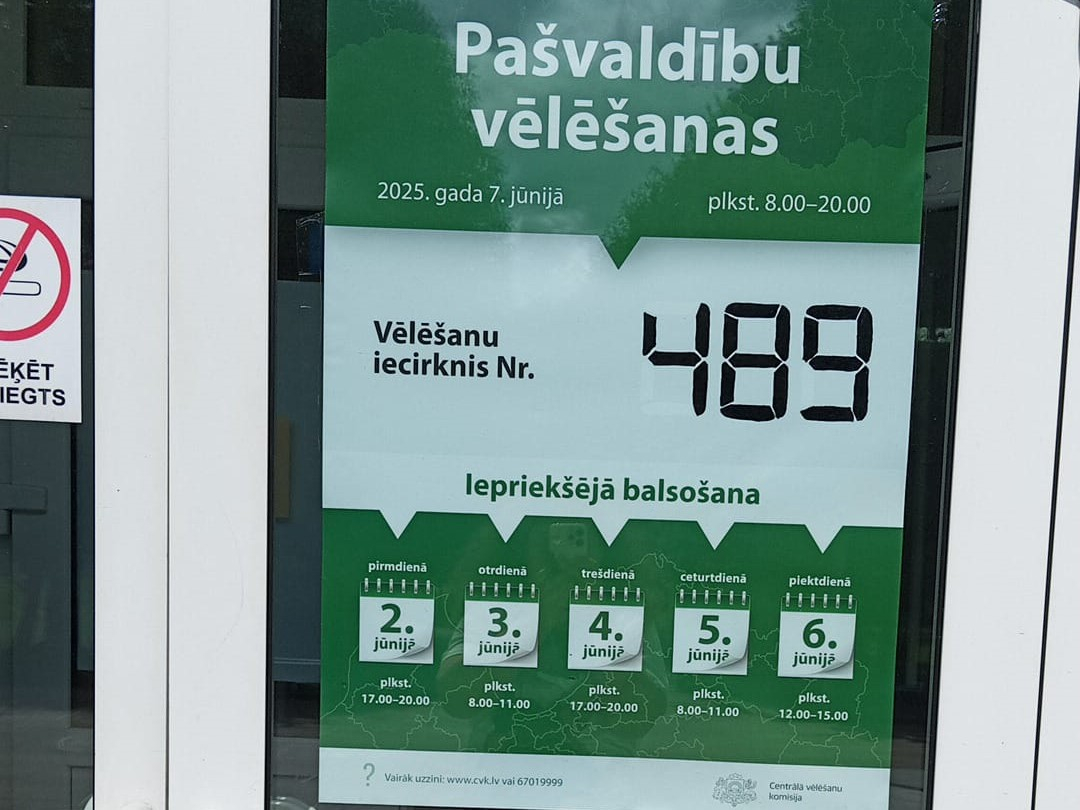 Pašvaldību
vēlēšanas
2025. gada 7. jūnijā
plkst. 8.00–20.00
Vēlēšanu
iecirknis Nr.
489
Iepriekšējā balsošana
pirmdienā
otrdienā
trešdienā
ceturtdienā
piektdienā
2.
jūnijā
3.
jūnijā
4.
jūnijā
5.
jūnijā
6.
jūnijā
plkst.
17.00–20.00
plkst.
8.00–11.00
plkst.
17.00–20.00
plkst.
8.00–11.00
plkst.
12.00–15.00
? Vairāk uzzini: www.cvk.lv vai 67019999
Centrālā vēlēšanu
komisija
ĒĶĒT
IEGTS